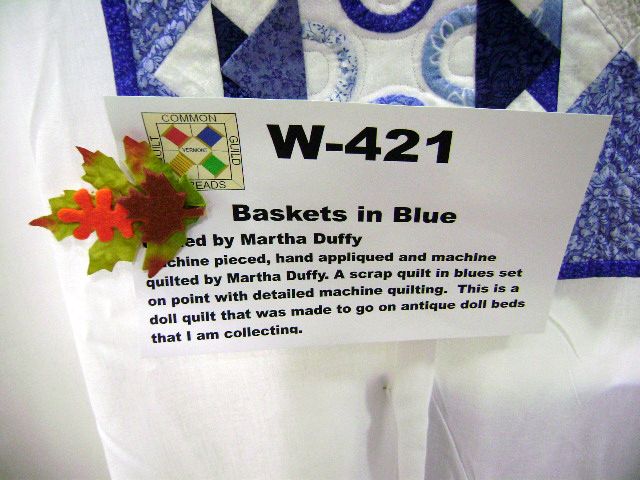 COMMON
QUILT
VERMONT
GUILD
W-421
Baskets in Blue
by Martha Duffy
machine pieced, hand appliqued and machine
quilted by Martha Duffy. A scrap quilt in blues set
on point with detailed machine quilting. This is a
doll quilt that was made to go on antique doll beds
that I am collecting.